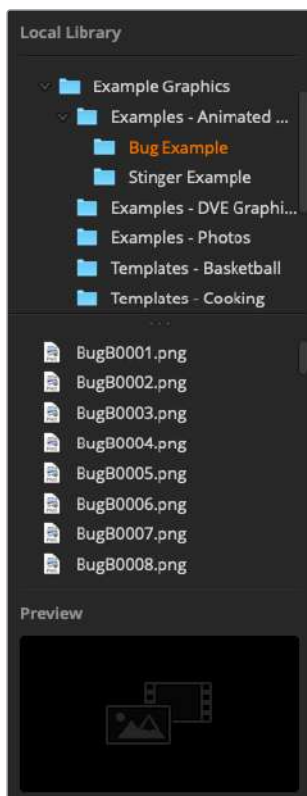 Local Library
Example Graphics
Examples - Animated ...
Bug Example
Stinger Example
Examples - DVE Graphi...
Examples - Photos
Templates - Basketball
Templates - Cooking
BugB0001.png
BugB0002.png
BugB0003.png
BugB0004.png
BugB0005.png
BugB0006.png
BugB0007.png
BugB0008.png
Preview